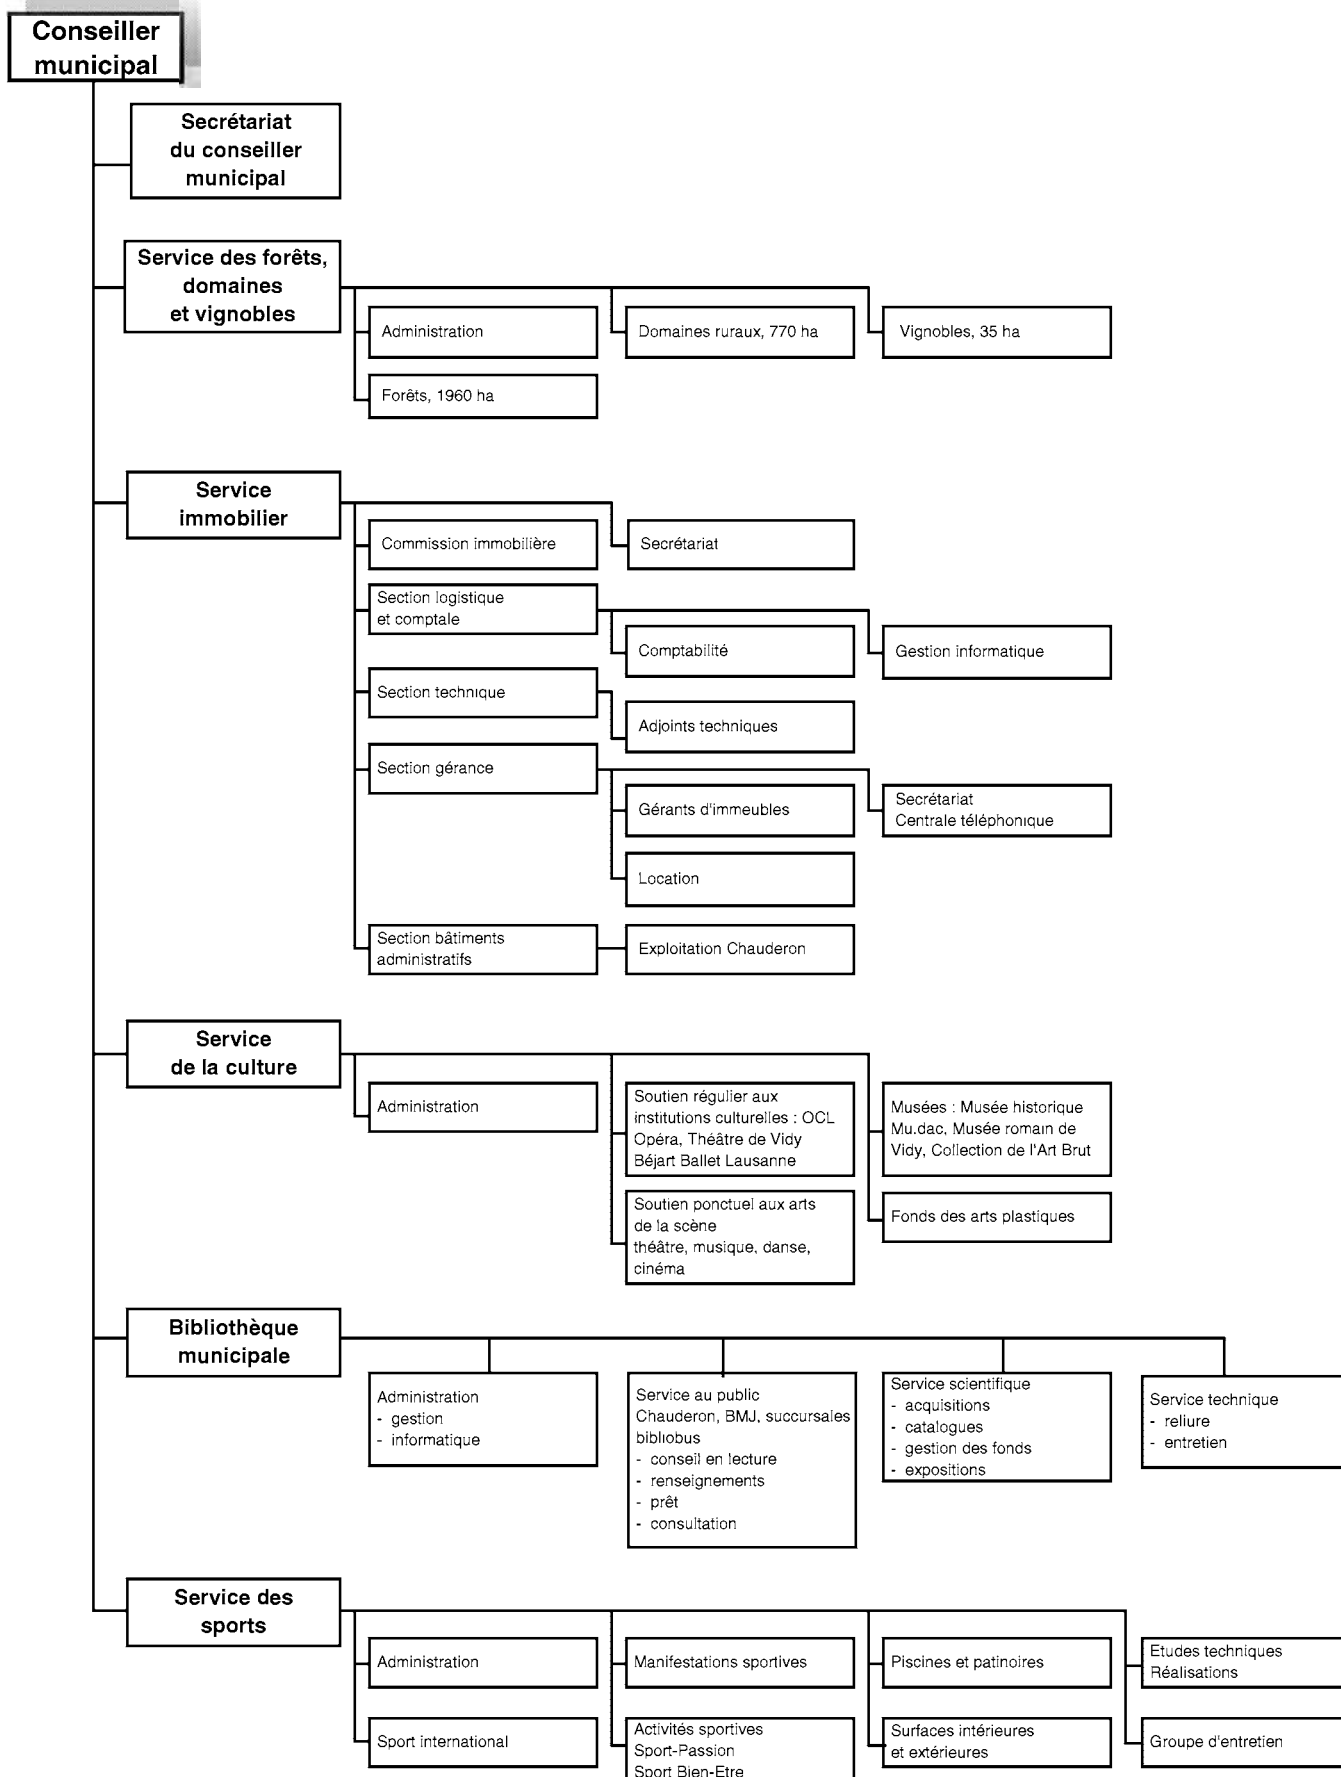 Conseiller
municipal
Secrétariat
du conseiller
municipal
Service des forêts,
domaines
et vignobles
Administration
Domaines ruraux, 770 ha
Vignobles, 35 ha
Forêts, 1960 ha
Service
immobilier
Commission immobilière
Secrétariat
Section logistique
et comptale
Comptabilité
Gestion informatique
Section technique
Adjoints techniques
Section gérance
Gérants d'immeubles
Secrétariat
Centrale téléphonique
Location
Section bâtiments
administratifs
Exploitation Chauderon
Service
de la culture
Administration
Soutien régulier aux
institutions culturelles : OCL
Opéra, Théâtre de Vidy
Béjart Ballet Lausanne
Musées : Musée historique
Mu.dac, Musée romain de
Vidy, Collection de l'Art Brut
Soutien ponctuel aux arts
de la scène
théâtre, musique, danse,
cinéma
Fonds des arts plastiques
Bibliothèque
municipale
Administration
- gestion
- informatique
Service au public
Chauderon, BMJ, succursales
bibliobus
- conseil en lecture
- renseignements
- prêt
- consultation
Service scientifique
- acquisitions
- catalogues
- gestion des fonds
- expositions
Service technique
- reliure
- entretien
Service des
sports
Administration
Manifestations sportives
Piscines et patinoires
Etudes techniques
Réalisations
Sport international
Activités sportives
Sport-Passion
Sport Bien-Etre
Surfaces intérieures
et extérieures
Groupe d'entretien